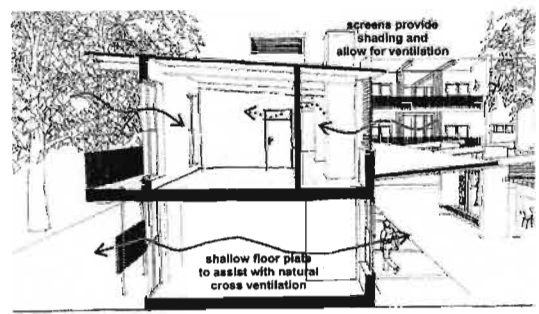 screens provide
shading and
allow for ventilation
shallow floor plate
to assist with natural
cross ventilation